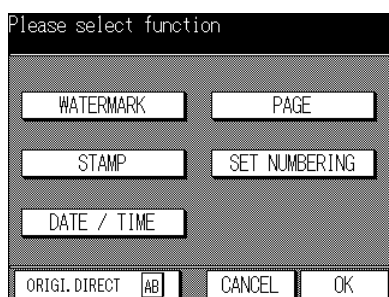 Please select function
WATERMARK
PAGE
STAMP
SET NUMBERING
DATE / TIME
ORIGI.DIRECT AB
CANCEL
OK